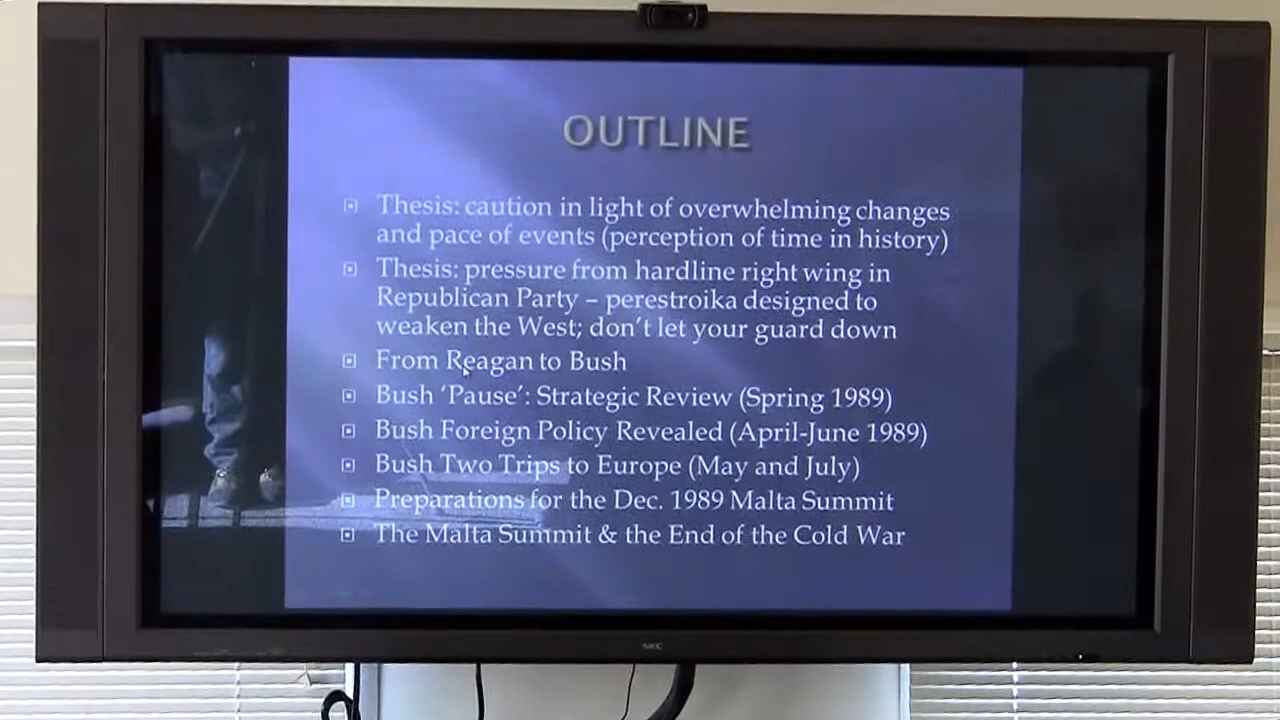 OUTLINE
Thesis: caution in light of overwhelming changes
and pace of events (perception of time in history)
Thesis: pressure from hardline right wing in
Republican Party – perestroika designed to
weaken the West; don't let your guard down
From Reagan to Bush
Bush 'Pause': Strategic Review (Spring 1989)
Bush Foreign Policy Revealed (April-June 1989)
Bush Two Trips to Europe (May and July)
Preparations for the Dec. 1989 Malta Summit
The Malta Summit & the End of the Cold War
NEC